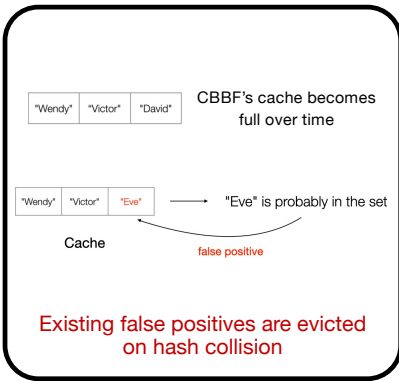 "Wendy" "Victor" "David"
CBBF's cache becomes
full over time
"Wendy" "Victor" "Eve"
"Eve" is probably in the set
Cache
false positive
Existing false positives are evicted
on hash collision